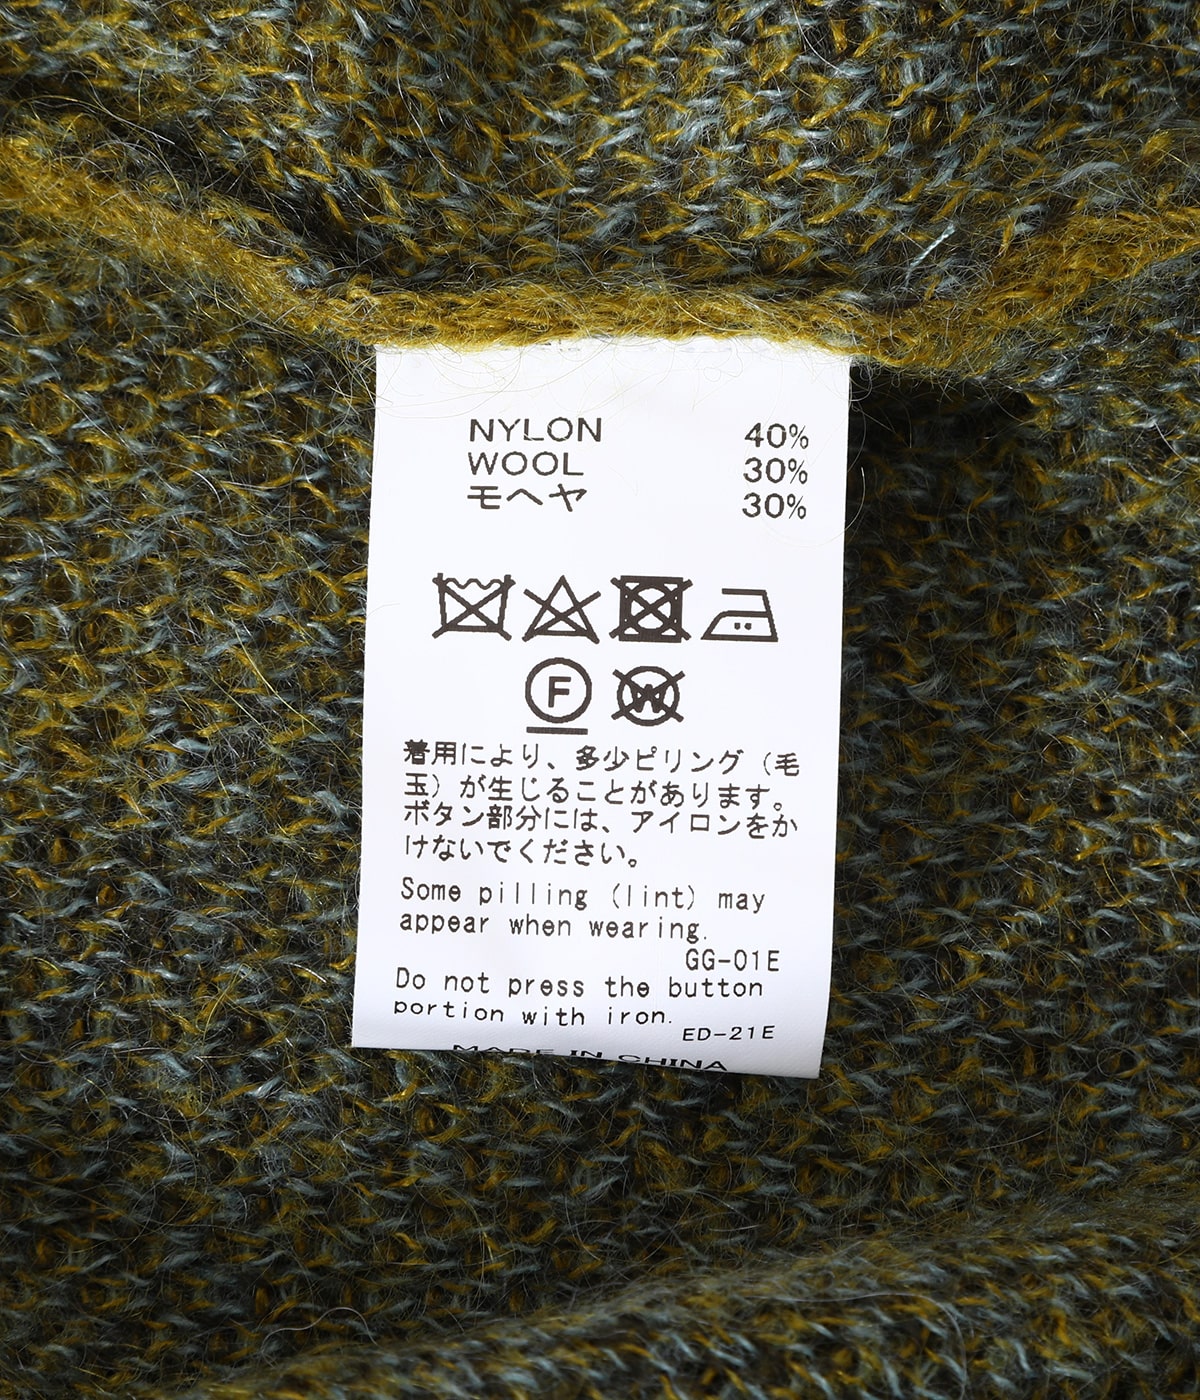 NYLON 40%
WOOL 30%
モヘヤ 30%
F
W
着用により、多少ピリング（毛
玉）が生じることがあります。
ボタン部分には、アイロンをか
けないでください。
Some pilling (lint) may
appear when wearing.
GG-01E
Do not press the button
portion with iron.
ED-21E
MADE IN CHINA